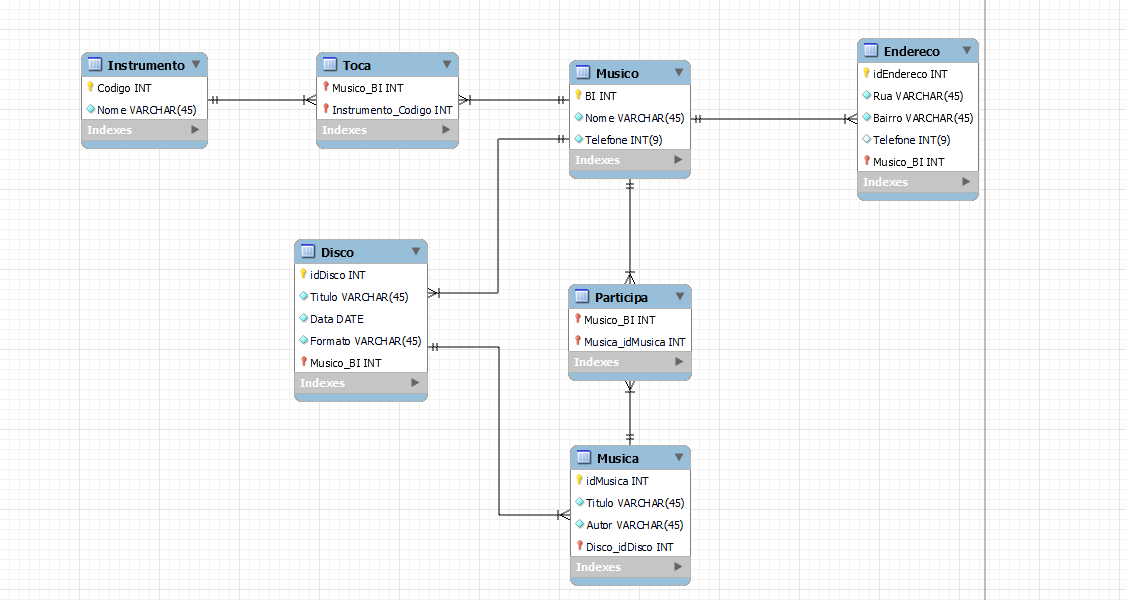 Instrumento
Codigo INT
Nome VARCHAR(45)
Indexes
Toca
Musico_BI INT
Instrumento_Codigo INT
Indexes
Musico
BI INT
Nome VARCHAR(45)
Telefone INT(9)
Indexes
Endereco
idEndereco INT
Rua VARCHAR(45)
Bairro VARCHAR(45)
Telefone INT(9)
Musico_BI INT
Indexes
Disco
idDisco INT
Titulo VARCHAR(45)
Data DATE
Formato VARCHAR(45)
Musico_BI INT
Indexes
Participa
Musico_BI INT
Musica_idMusica INT
Indexes
Musica
idMusica INT
Titulo VARCHAR(45)
Autor VARCHAR(45)
Disco_idDisco INT
Indexes